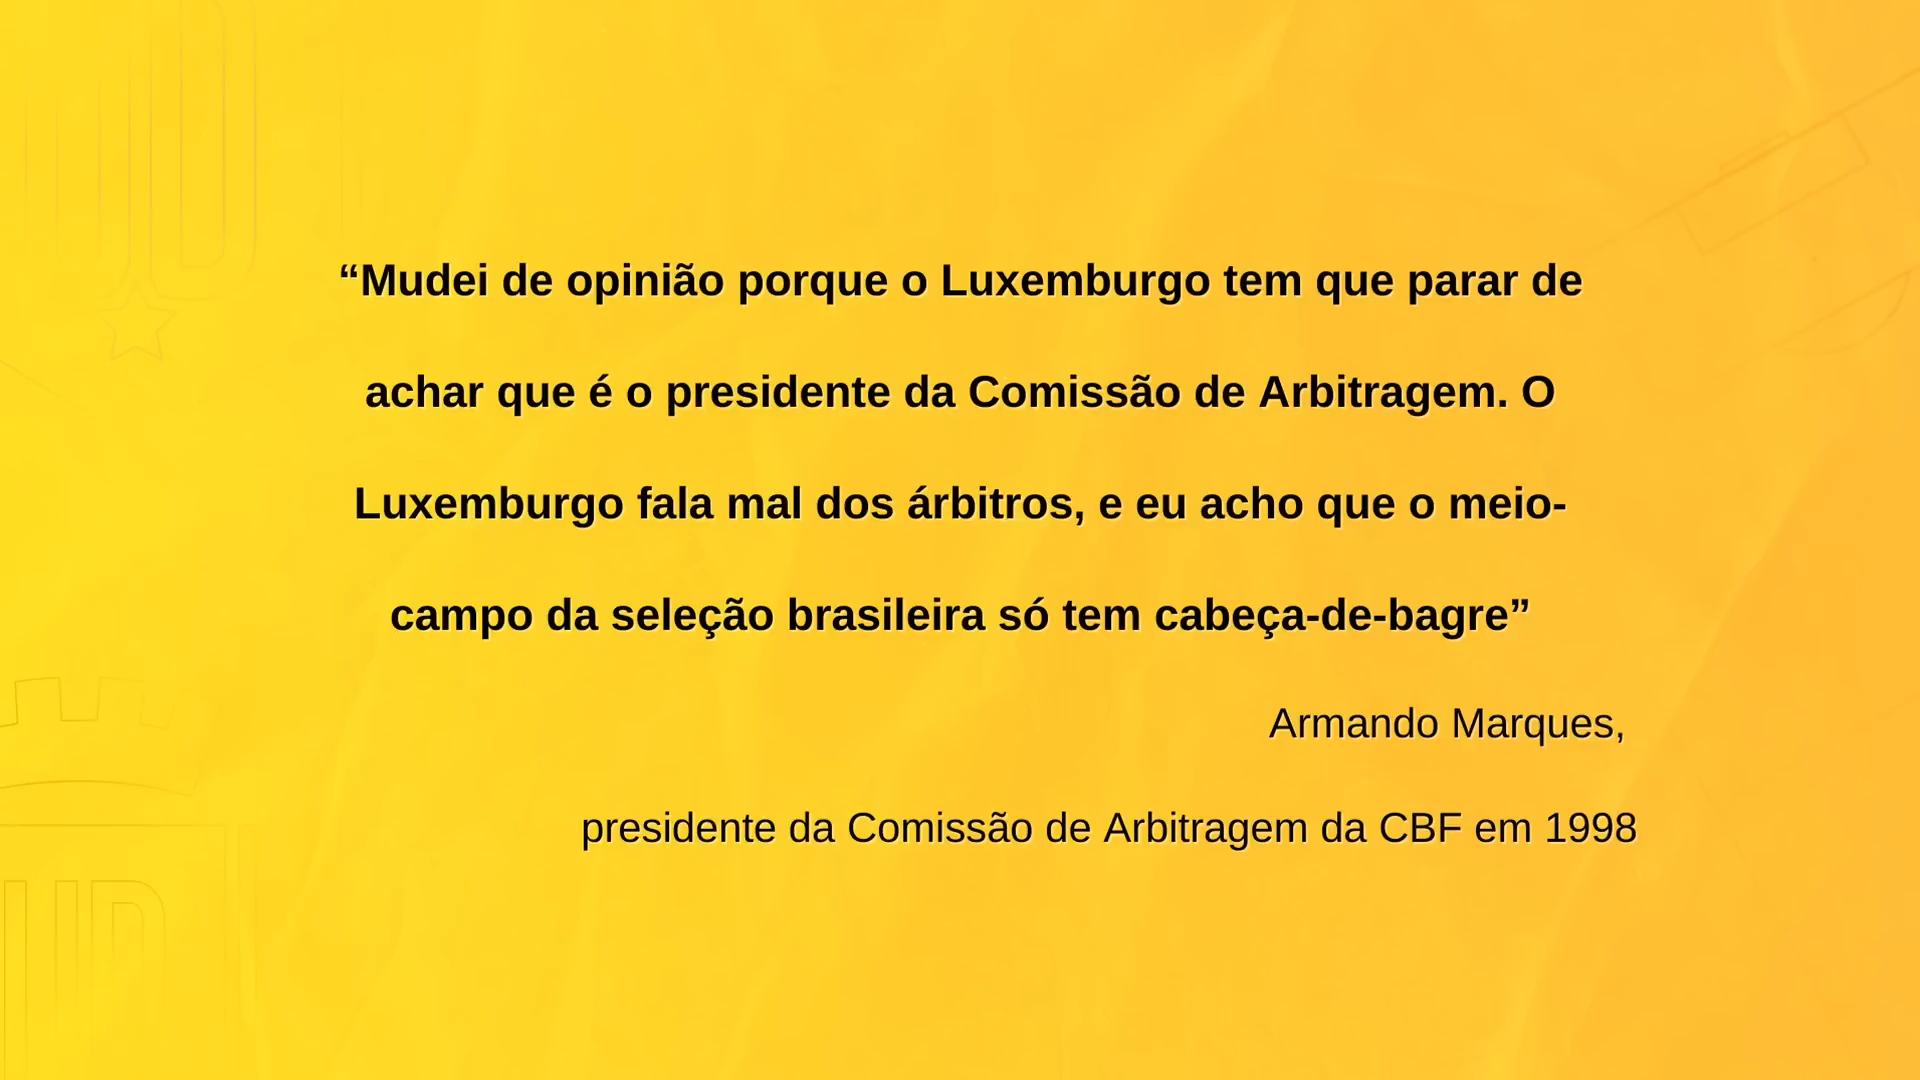 “Mudei de opinião porque o Luxemburgo tem que parar de
achar que é o presidente da Comissão de Arbitragem. O
Luxemburgo fala mal dos árbitros, e eu acho que o meio-
campo da seleção brasileira só tem cabeça-de-bagre”
Armando Marques,
presidente da Comissão de Arbitragem da CBF em 1998